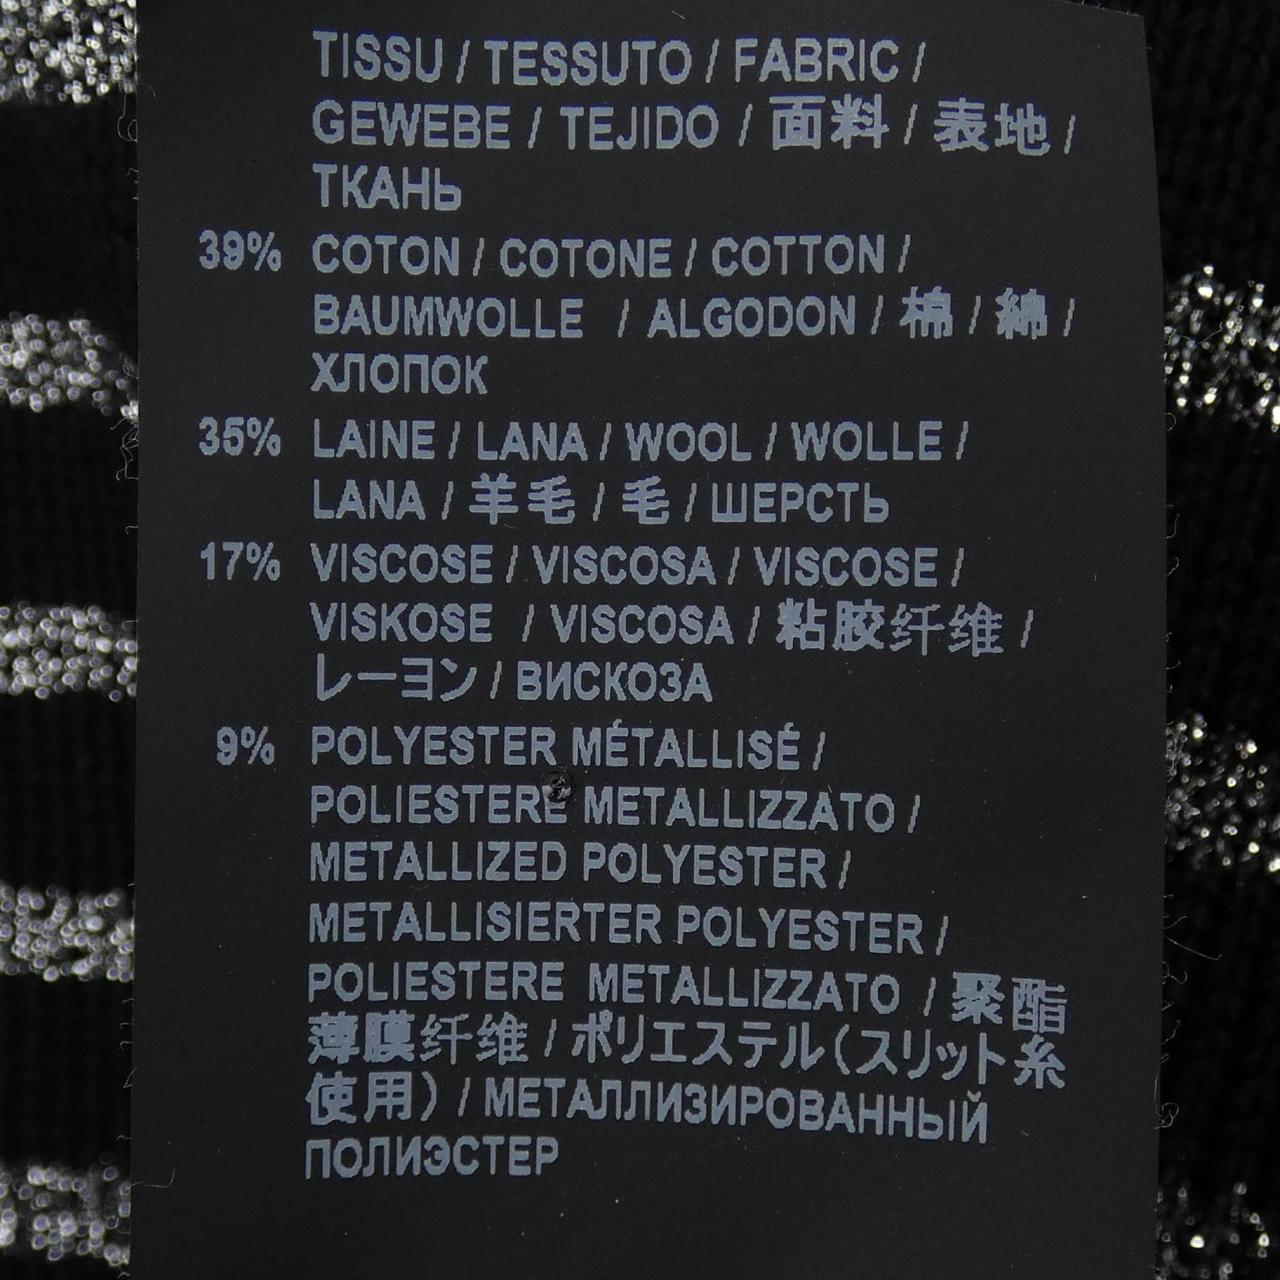 TISSU / TESSUTO / FABRIC /
GEWEBE / TEJIDO / 面料 / 表地 /
ТКАНЬ
39% COTON / COTONE / COTTON /
BAUMWOLLE / ALGODON / 棉 / 綿 /
ХЛОПОК
35% LAINE / LANA / WOOL / WOLLE /
LANA / 羊毛 / 毛 / ШЕРСТЬ
17% VISCOSE / VISCOSA / VISCOSE /
VISKOSE / VISCOSA / 粘胶纤维 /
レーヨン / ВИСКОЗА
9% POLYESTER MÉTALLISÉ /
POLIESTERE METALLIZZATO /
METALLIZED POLYESTER /
METALLISIERTER POLYESTER /
POLIESTERE METALLIZZATO / 聚酯
薄膜纤维 / ポリエステル(スリット糸
使用) / МЕТАЛЛИЗИРОВАННЫЙ
ПОЛИЭСТЕР